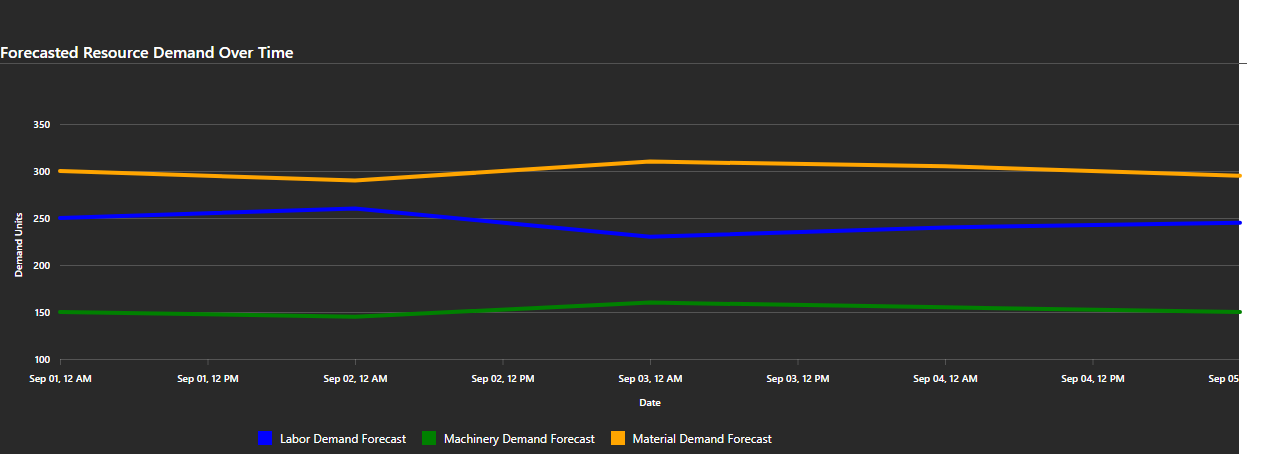 Forecasted Resource Demand Over Time
350
300
250
200
150
100
Demand Units
Sep 01, 12 AM
Sep 01, 12 PM
Sep 02, 12 AM
Sep 02, 12 PM
Sep 03, 12 AM
Sep 03, 12 PM
Sep 04, 12 AM
Sep 04, 12 PM
Sep 05
Date
Labor Demand Forecast
Machinery Demand Forecast
Material Demand Forecast